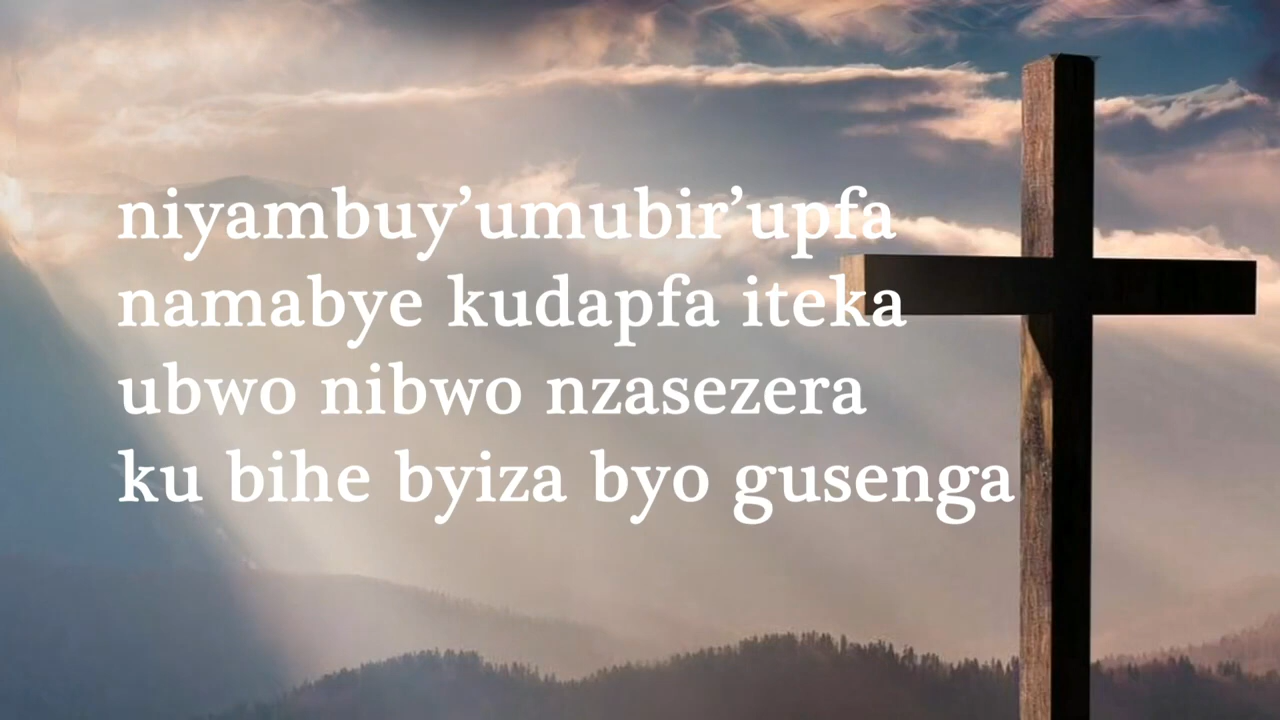 niyambuy’umubir’upfa
namabye kudapfa iteka
ubwo nibwo nzasezera
ku bihe byiza byo gusenga